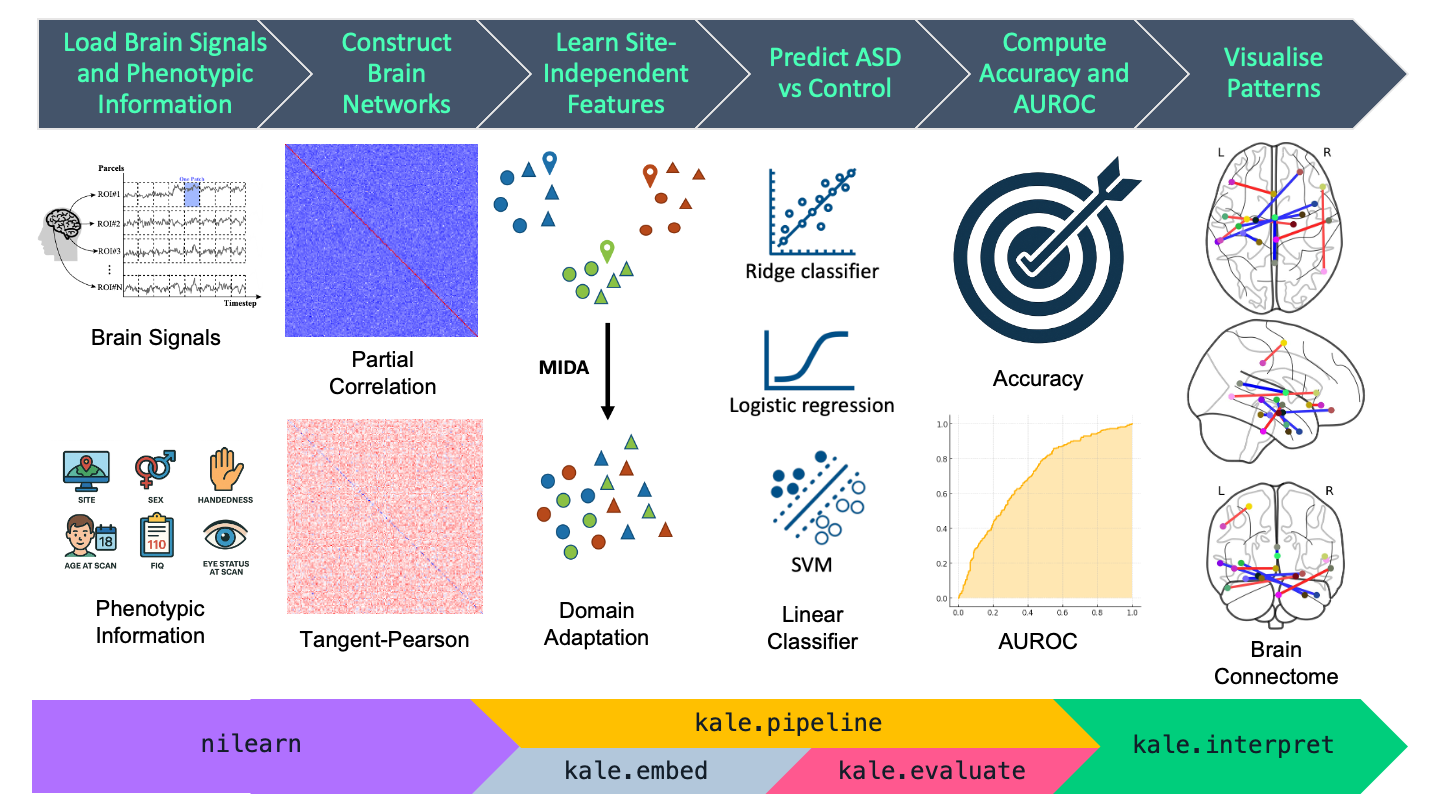 Load Brain Signals
and Phenotypic
Information
Construct
Brain
Networks
Learn Site-
Independent
Features
Predict ASD
vs Control
Compute
Accuracy and
AUROC
Visualise
Patterns
Parcels
One Patch
ROI#1
ROI#2
ROI#3
⋮
ROI#N
Timestep
Brain Signals
SITE
SEX
HANDEDNESS
18
110
AGE AT SCAN
FIQ
EYE STATUS
AT SCAN
Phenotypic
Information
Partial
Correlation
Tangent-Pearson
MIDA
Domain
Adaptation
Ridge classifier
Logistic regression
SVM
Linear
Classifier
Accuracy
1.0
0.8
0.6
0.4
0.2
0.0
0.0 0.2 0.4 0.6 0.8 1.0
AUROC
L R
L R
Brain
Connectome
nilearn
kale.pipeline
kale.embed
kale.evaluate
kale.interpret